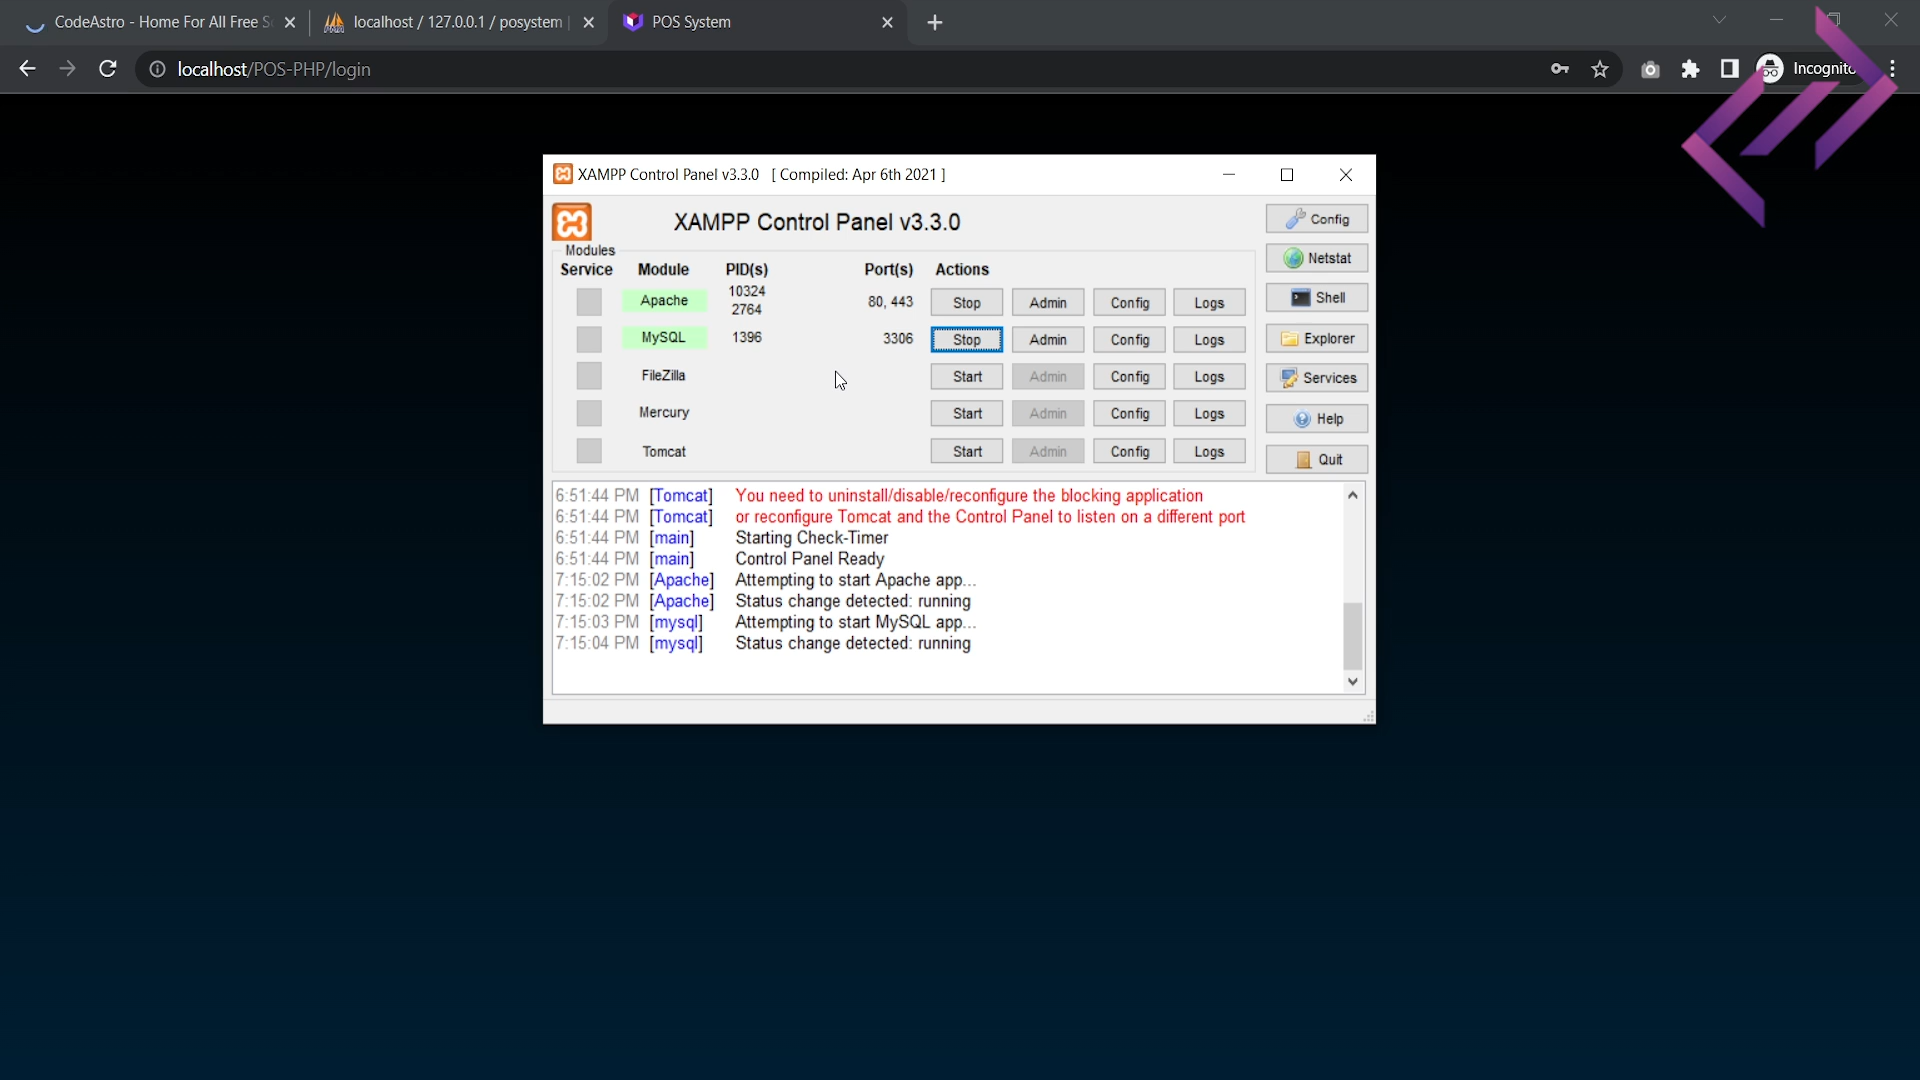 CodeAstro - Home For All Free S
localhost / 127.0.0.1 / posystem |
POS System
localhost/POS-PHP/login
Incognito
XAMPP Control Panel v3.3.0 [ Compiled: Apr 6th 2021 ]
XAMPP Control Panel v3.3.0
Config
Modules
Service Module PID(s) Port(s) Actions
Netstat
Apache 10324 2764 80, 443 Stop Admin Config Logs
Shell
MySQL 1396 3306 Stop Admin Config Logs
Explorer
FileZilla Start Admin Config Logs
Services
Mercury Start Admin Config Logs
Help
Tomcat Start Admin Config Logs
Quit
6:51:44 PM [Tomcat] You need to uninstall/disable/reconfigure the blocking application
6:51:44 PM [Tomcat] or reconfigure Tomcat and the Control Panel to listen on a different port
6:51:44 PM [main] Starting Check-Timer
6:51:44 PM [main] Control Panel Ready
7:15:02 PM [Apache] Attempting to start Apache app...
7:15:02 PM [Apache] Status change detected: running
7:15:03 PM [mysql] Attempting to start MySQL app...
7:15:04 PM [mysql] Status change detected: running